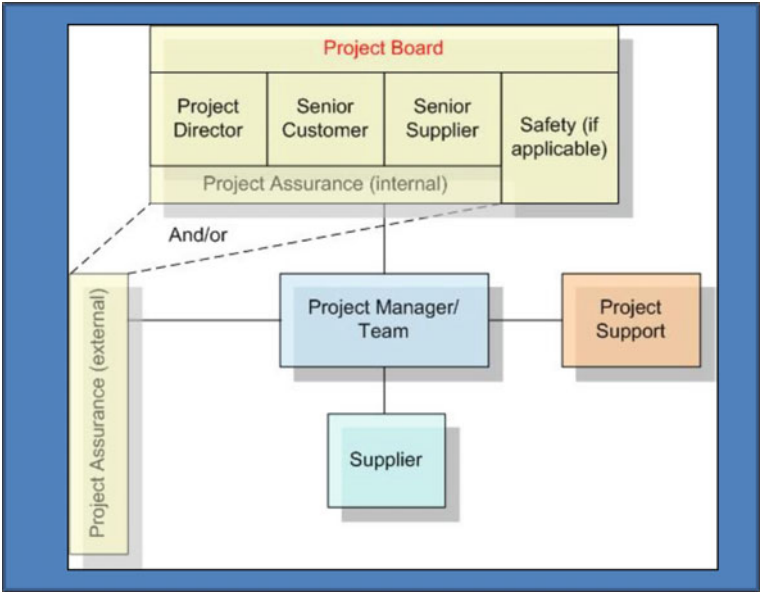 Project Board
Project
Director
Senior
Customer
Senior
Supplier
Safety (if
applicable)
Project Assurance (internal)
And/or
Project Assurance (external)
Project Manager/
Team
Project
Support
Supplier